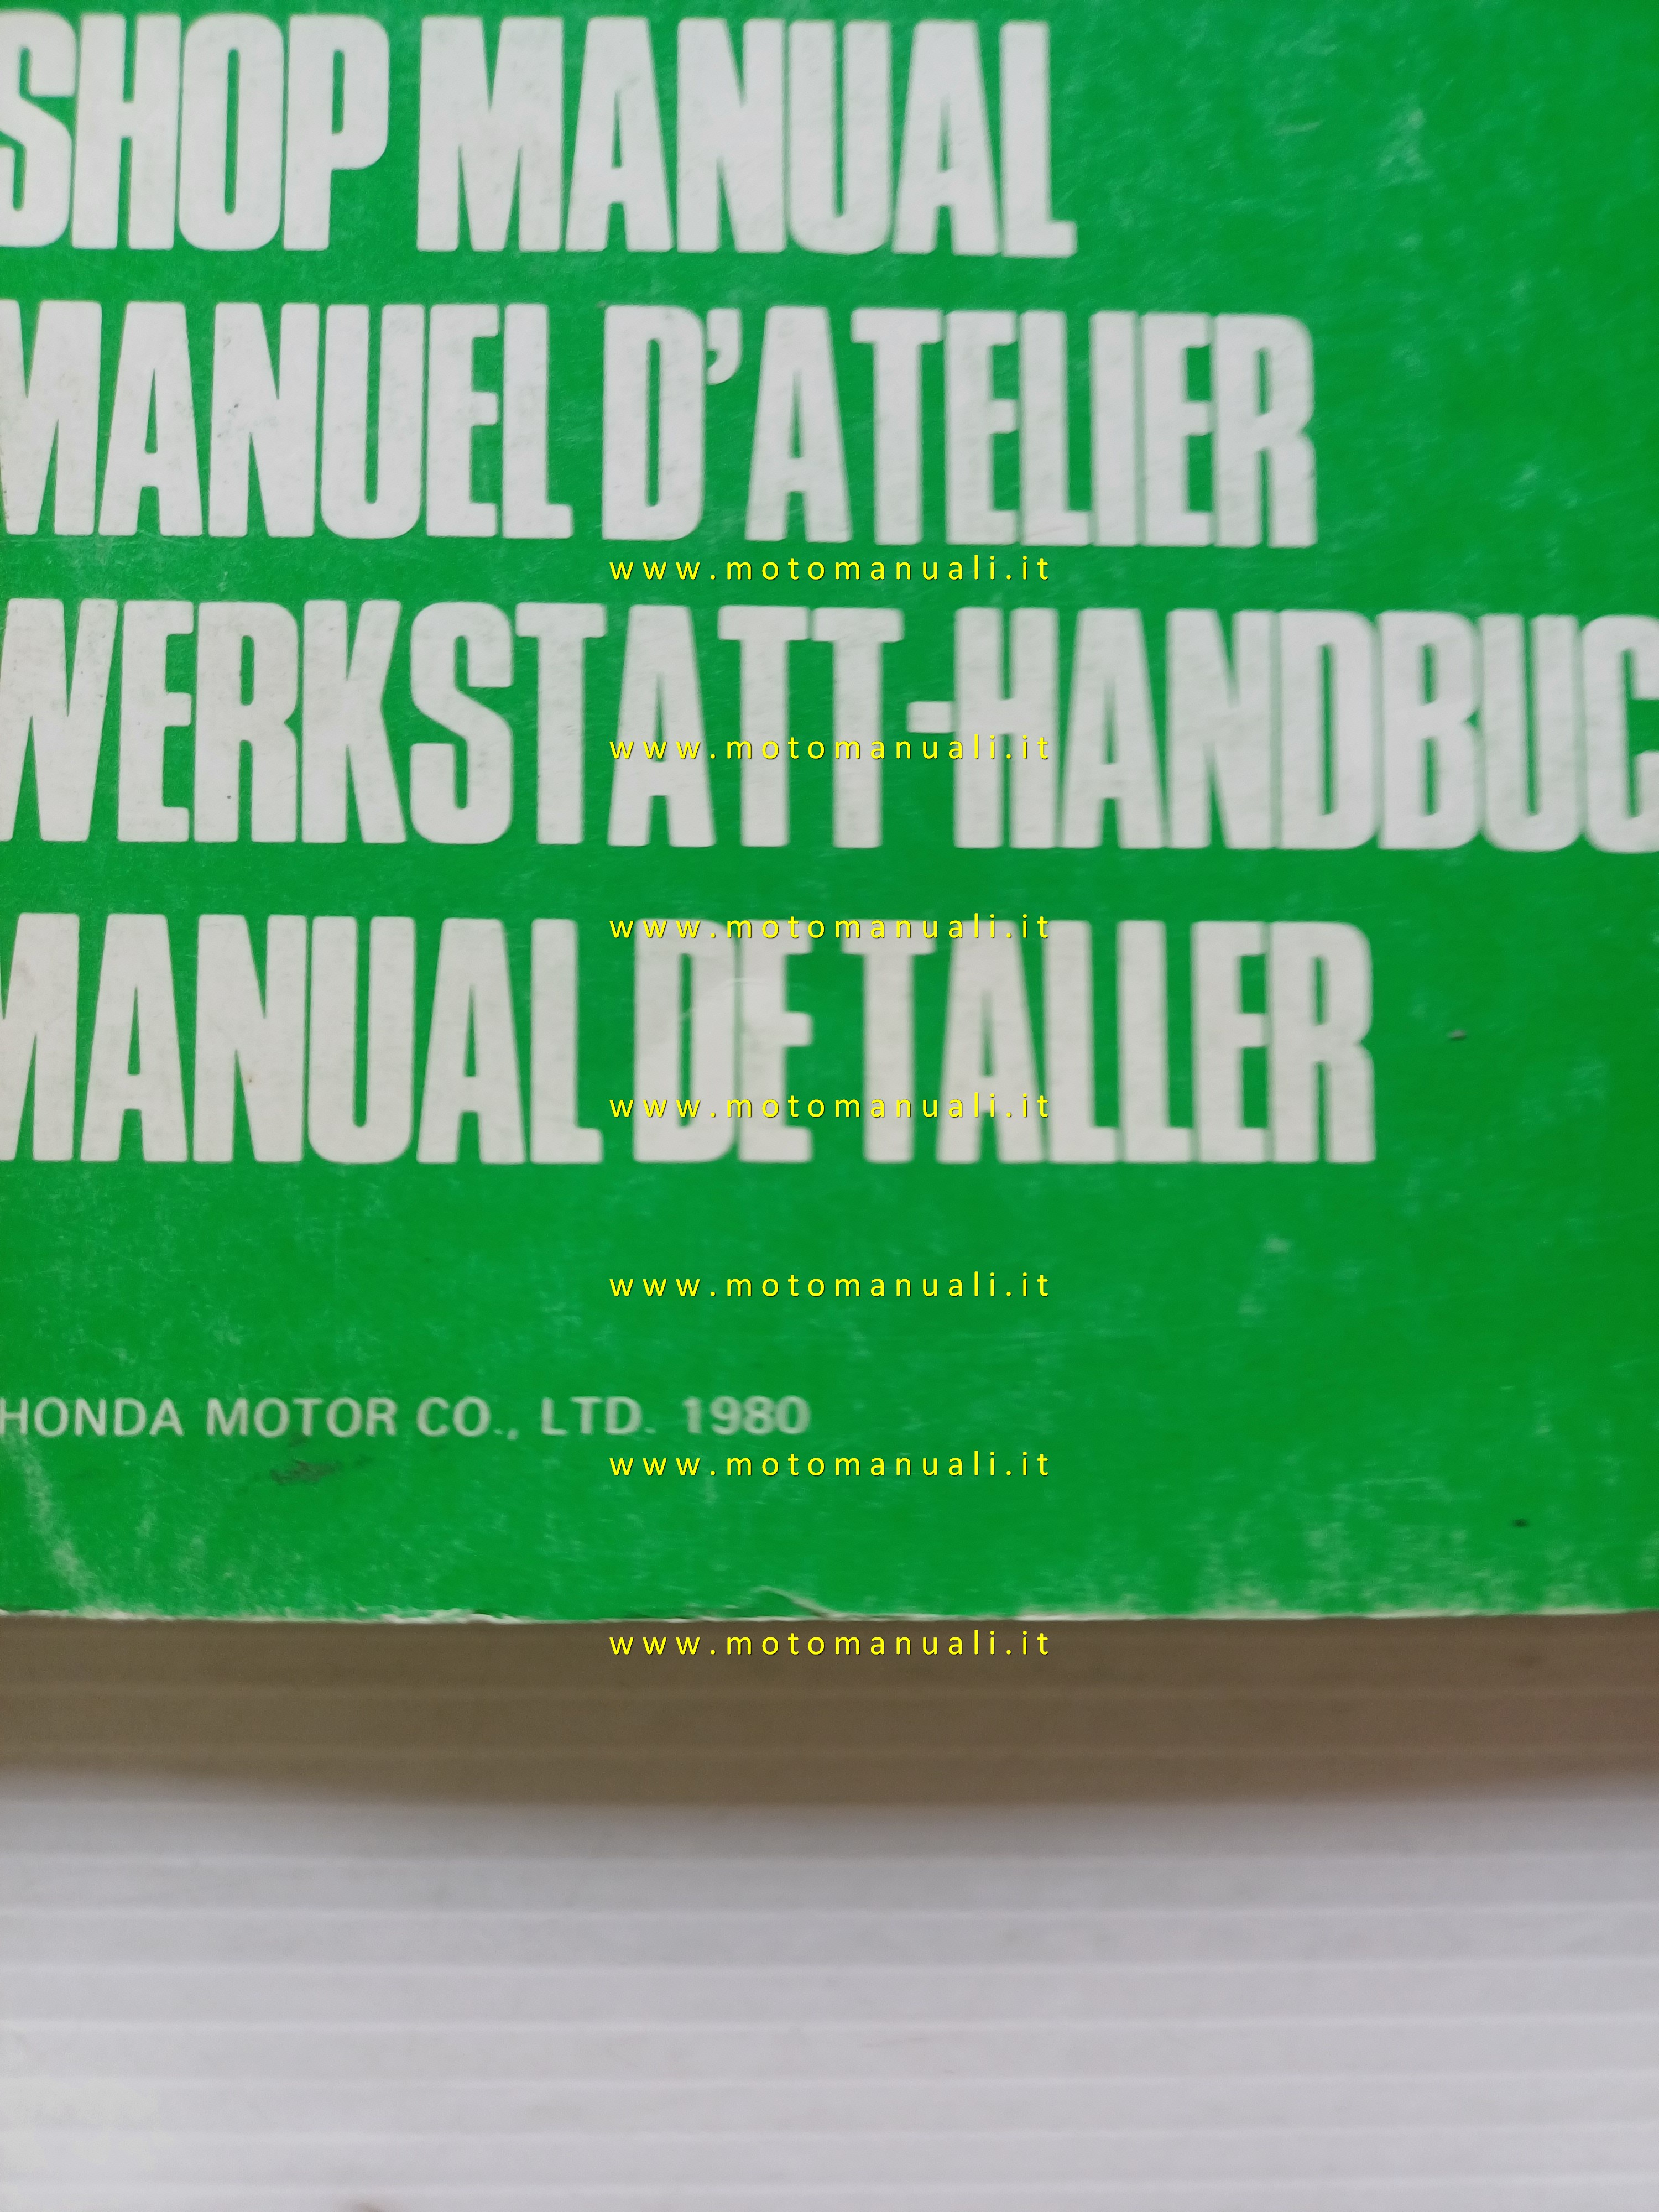 SHOP MANUAL
MANUEL D'ATELIER
www.motomanuali.it
WERKSTATT-HANDBUC
www.motomanuali.it
www.motomanuali.it
MANUAL DE TALLER
www.motomanuali.it
www.motomanuali.it
HONDA MOTOR CO., LTD. 1980
www.motomanuali.it
www.motomanuali.it